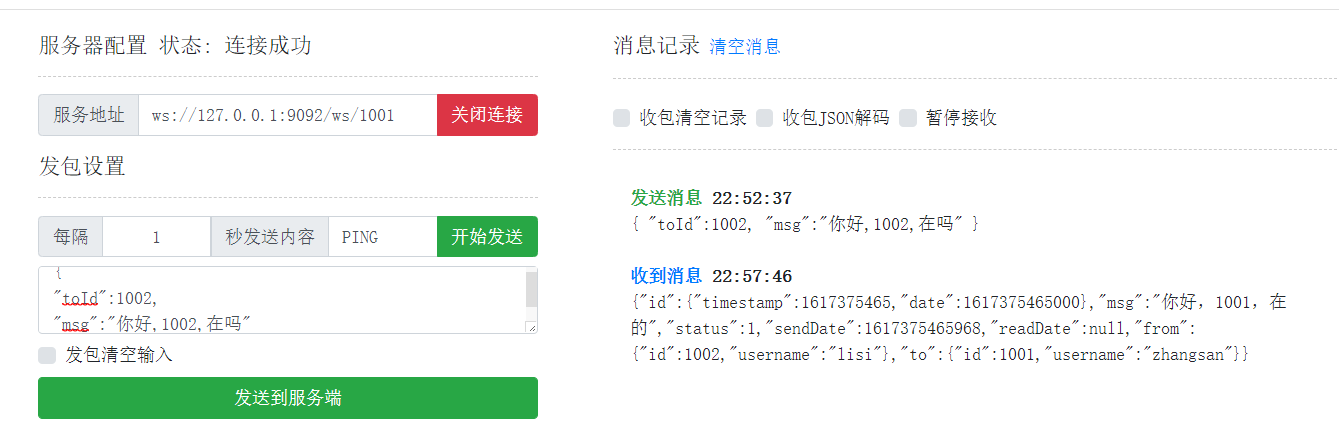 服务器配置 状态: 连接成功
服务地址 ws://127.0.0.1:9092/ws/1001 关闭连接
发包设置
每隔 1 秒发送内容 PING 开始发送
{
"toId":1002,
"msg":"你好,1002,在吗"
发包清空输入
发送到服务端
消息记录 清空消息
收包清空记录 收包JSON解码 暂停接收
发送消息 22:52:37
{ "toId":1002, "msg":"你好,1002,在吗" }
收到消息 22:57:46
{"id":{"timestamp":1617375465,"date":1617375465000},"msg":"你好，1001，在
的","status":1,"sendDate":1617375465968,"readDate":null,"from":
{"id":1002,"username":"lisi"},"to":{"id":1001,"username":"zhangsan"}}